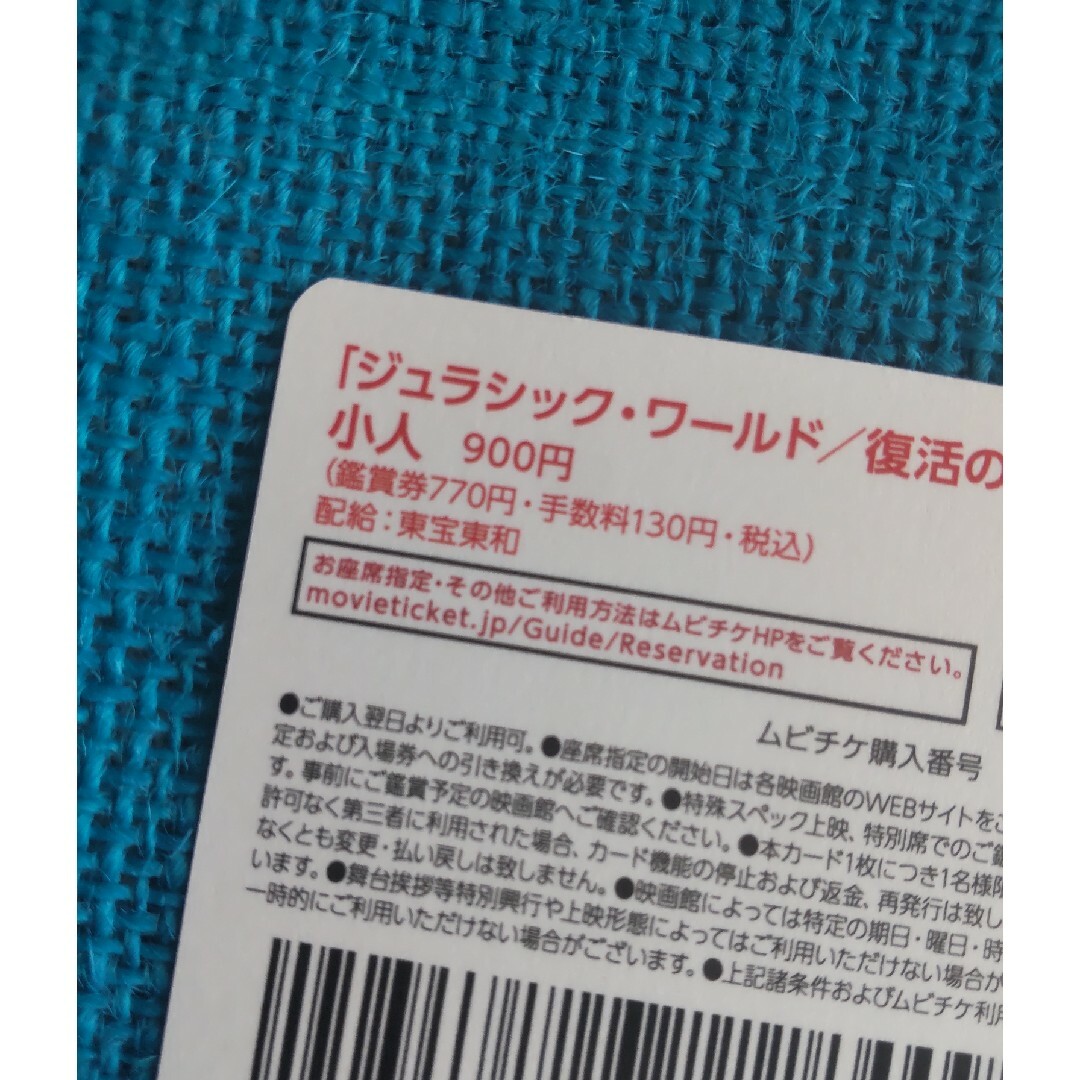 「ジュラシック・ワールド／復活の
小人 900円
（鑑賞券770円・手数料130円・税込）
配給：東宝東和
お座席指定・その他ご利用方法はムビチケHPをご覧ください。
movieticket.jp/Guide/Reservation
ムビチケ購入番号
●ご購入翌日よりご利用可。●座席指定の開始日は各映画館のWEBサイトをご
定および入場券への引き換えが必要です。●特殊スペック上映、特別席でのご鑑
す。事前にご鑑賞予定の映画館へご確認ください。●本カード1枚につき1名様限
許可なく第三者に利用された場合、カード機能の停止および返金、再発行は致し
なくとも変更・払い戻しは致しません。●映画館によっては特定の期日・曜日・時
います。●舞台挨拶等特別興行や上映形態によってはご利用いただけない場合が
一時的にご利用いただけない場合がございます。●上記諸条件およびムビチケ利用